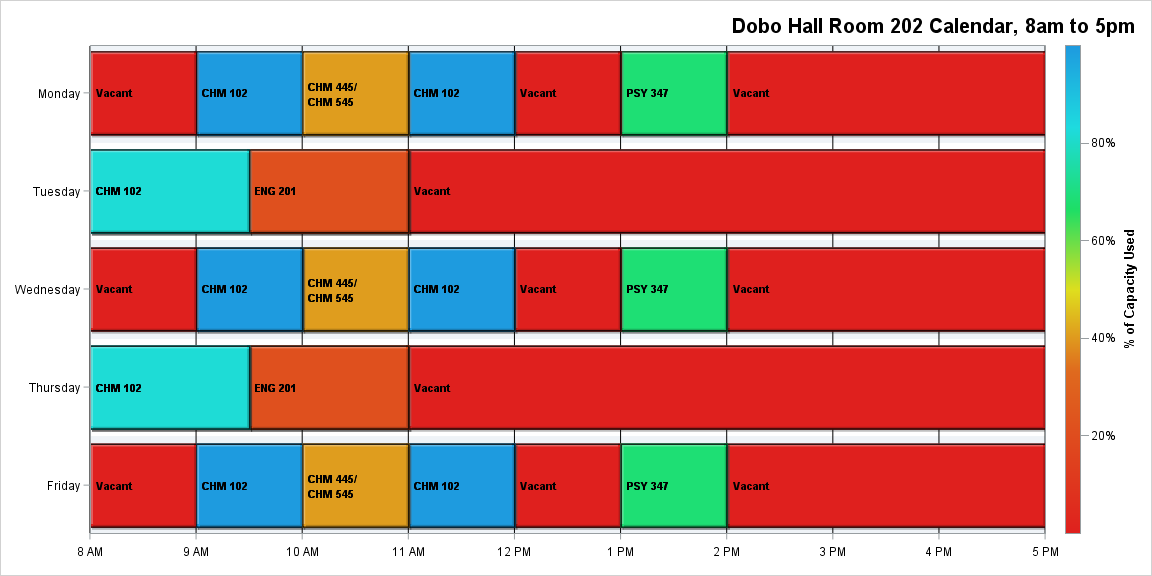 Dobo Hall Room 202 Calendar, 8am to 5pm
Monday
Vacant
CHM 102
CHM 445/
CHM 545
CHM 102
Vacant
PSY 347
Vacant
Tuesday
CHM 102
ENG 201
Vacant
Wednesday
Vacant
CHM 102
CHM 445/
CHM 545
CHM 102
Vacant
PSY 347
Vacant
Thursday
CHM 102
ENG 201
Vacant
Friday
Vacant
CHM 102
CHM 445/
CHM 545
CHM 102
Vacant
PSY 347
Vacant
8 AM
9 AM
10 AM
11 AM
12 PM
1 PM
2 PM
3 PM
4 PM
5 PM
80%
60%
40%
20%
% of Capacity Used